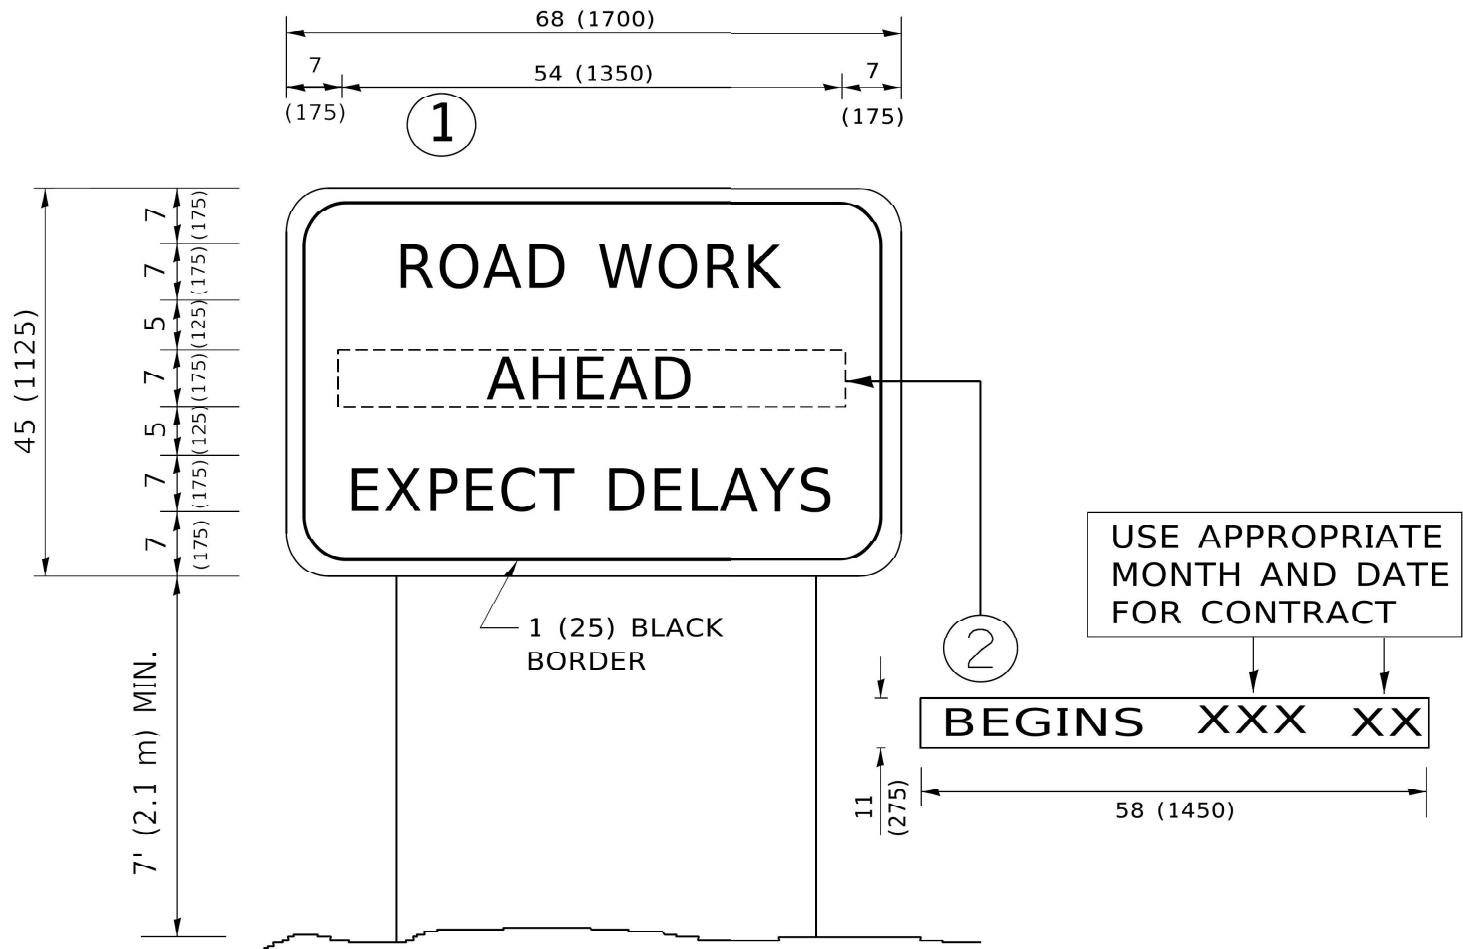 68 (1700)
7
54 (1350)
7
(175)
(175)
1
7
(175)
7
(175)
5
(125)
7
(175)
5
(125)
7
(175)
7
(175)
45 (1125)
ROAD WORK
AHEAD
EXPECT DELAYS
1 (25) BLACK
BORDER
7' (2.1 m) MIN.
2
USE APPROPRIATE
MONTH AND DATE
FOR CONTRACT
BEGINS XXX XX
11
(275)
58 (1450)